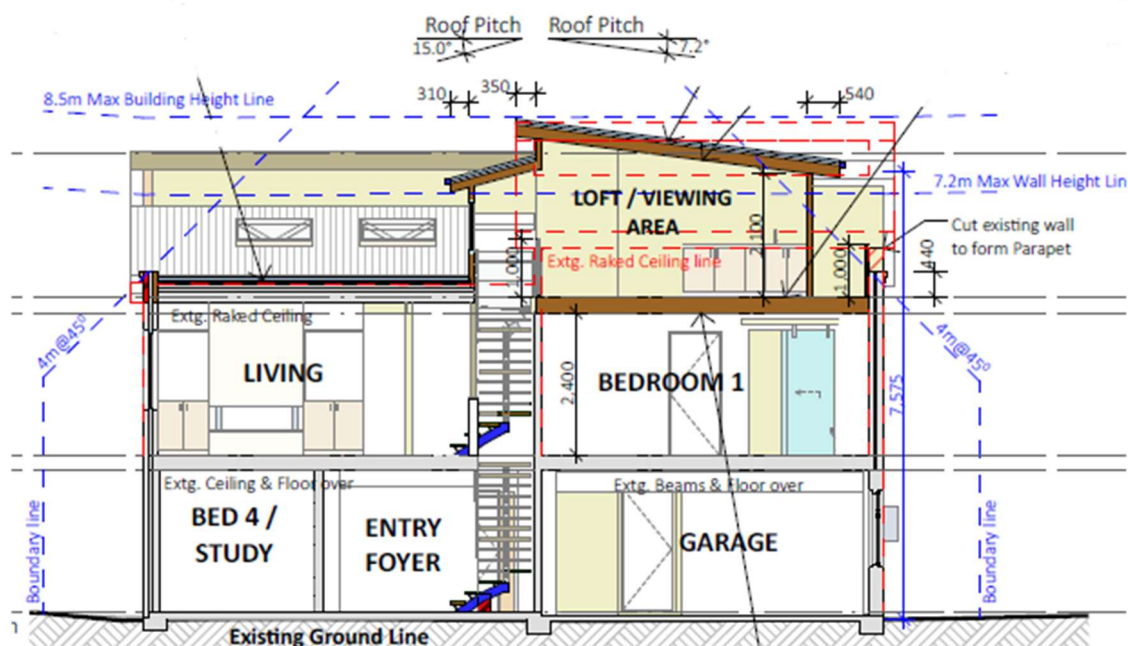 Roof Pitch
Roof Pitch
15.0°
7.2°
8.5m Max Building Height Line
310
350
540
7.2m Max Wall Height Lin
LOFT / VIEWING
AREA
Cut existing wall
to form Parapet
1,000
Extg. Raked Ceiling line
2,100
1,000
440
Extg. Raked Ceiling
4m@45⁰
4m@45⁰
LIVING
2,400
BEDROOM 1
7,575
Extg. Ceiling & Floor over
Extg. Beams & Floor over
BED 4 /
STUDY
ENTRY
FOYER
GARAGE
Boundary line
Boundary line
Existing Ground Line